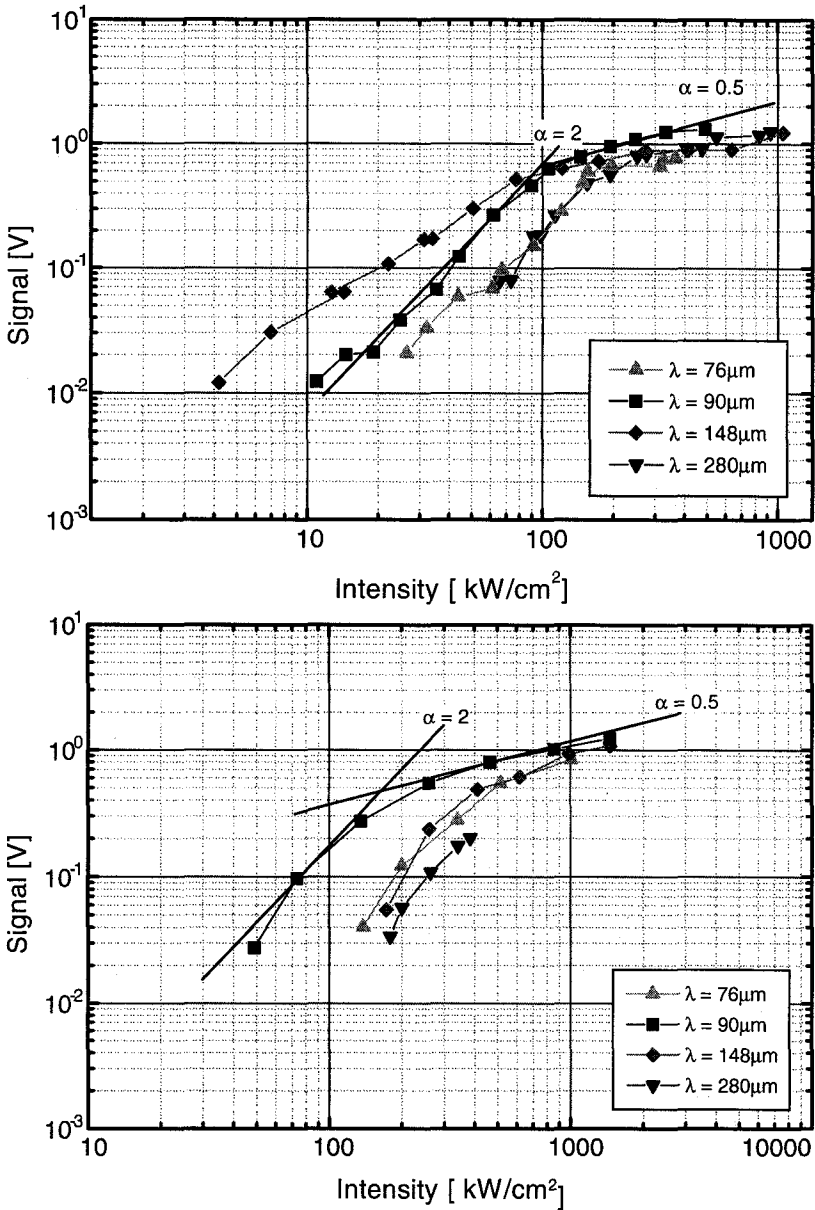 10¹
α = 0.5
α = 2
10⁰
Signal [V]
10⁻¹
10⁻²
10⁻³
λ = 76μm
λ = 90μm
λ = 148μm
λ = 280μm
10 100 1000
Intensity [ kW/cm²]
10¹
α = 2
α = 0.5
10⁰
Signal [V]
10⁻¹
10⁻²
10⁻³
λ = 76μm
λ = 90μm
λ = 148μm
λ = 280μm
10 100 1000 10000
Intensity [ kW/cm²]